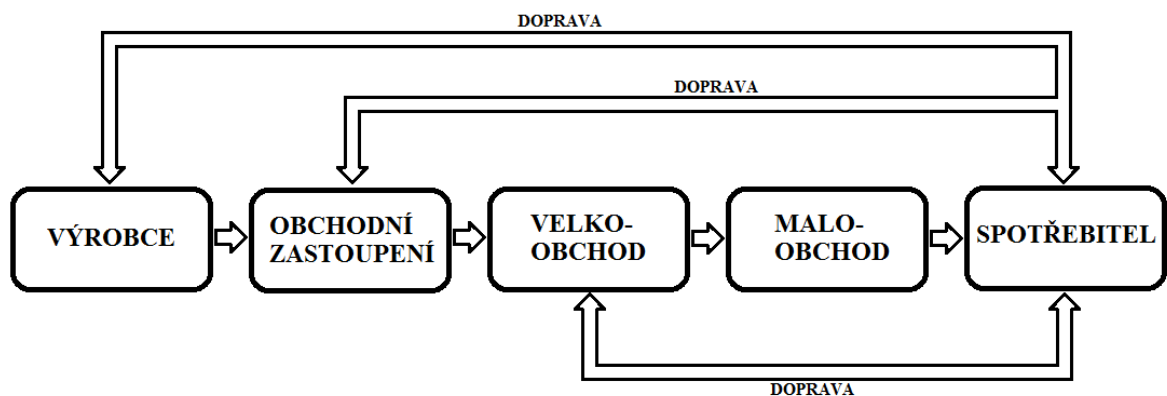 DOPRAVA
DOPRAVA
VÝROBCE
OBCHODNÍ
ZASTOUPENÍ
VELKO-
OBCHOD
MALO-
OBCHOD
SPOTŘEBITEL
DOPRAVA